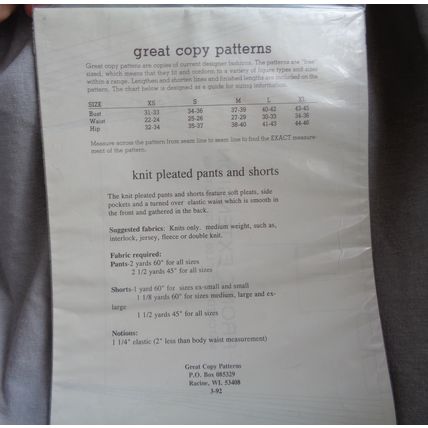 great copy patterns
Great copy patterns are copies of current designer fashions. The patterns are "free"
sized, which means that they fit and conform to a variety of figure types and sizes
within a range. Lengthen and shorten lines and finished lengths are included on the
pattern. The chart below is designed as a guide for sizing information.
SIZE XS S M L XL
Bust 31-33 34-36 37-39 40-42 43-45
Waist 22-24 25-26 27-29 30-33 34-36
Hip 32-34 35-37 38-40 41-43 44-46
Measure across the pattern from seam line to seam line to find the EXACT measure-
ment of the pattern.
knit pleated pants and shorts
The knit pleated pants and shorts feature soft pleats, side
pockets and a turned over elastic waist which is smooth in
the front and gathered in the back.
Suggested fabrics: Knits only. medium weight, such as,
interlock, jersey, fleece or double knit.
Fabric required:
Pants-2 yards 60" for all sizes
2 1/2 yards 45" for all sizes
Shorts-1 yard 60" for sizes ex-small and small
1 1/8 yards 60" for sizes medium, large and ex-
large
1 1/2 yards 45" for all sizes
Notions:
1 1/4" elastic (2" less than body waist measurement)
Great Copy Patterns
P.O. Box 085329
Racine, WI. 53408
3-92